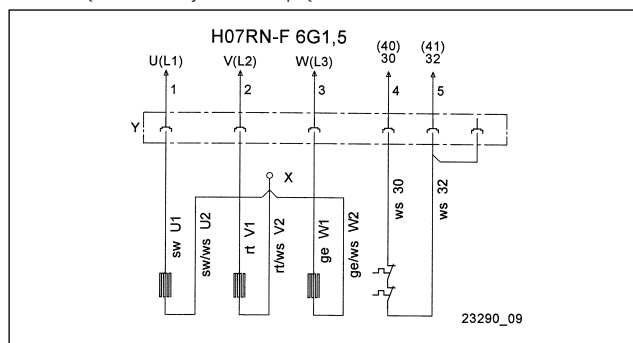 H07RN-F 6G1,5
U(L1) V(L2) W(L3) (40) (41)
30 32
1 2 3 4 5
Y
X
sw U1
sw/ws U2
rt V1
rt/ws V2
ge W1
ge/ws W2
ws 30
ws 32
23290_09